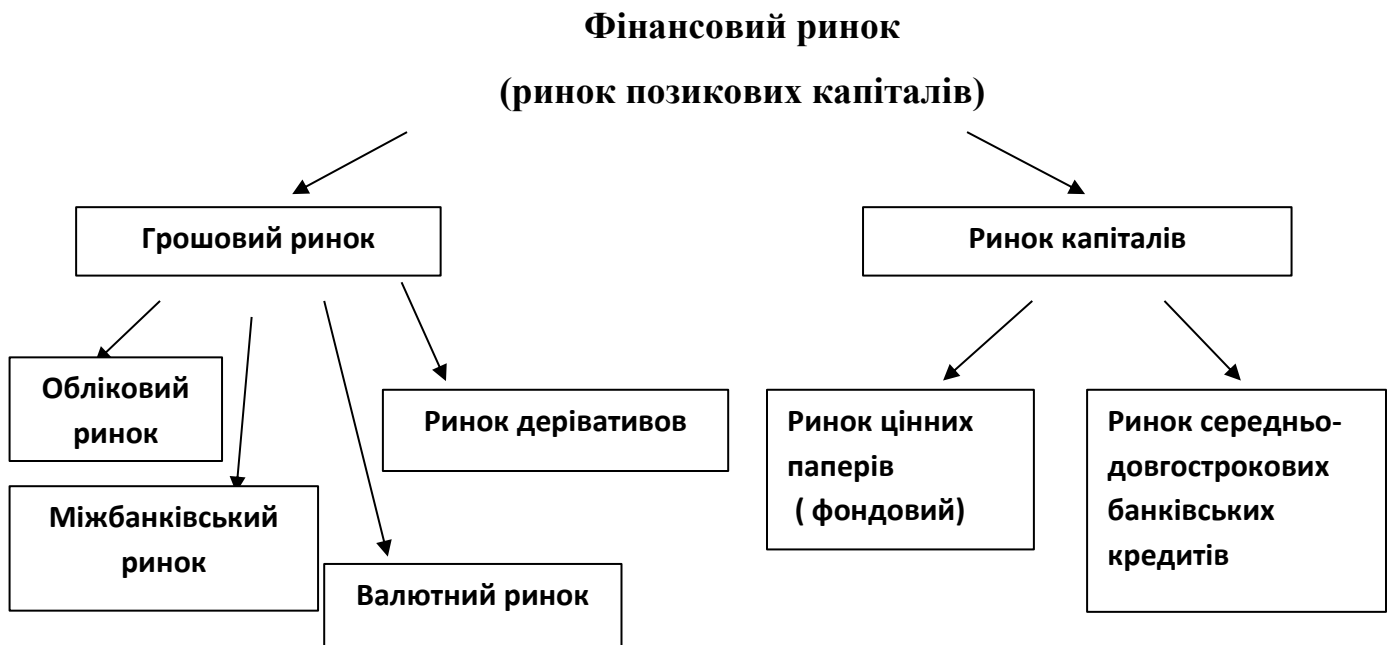 Фінансовий ринок
(ринок позикових капіталів)
Грошовий ринок
Ринок капіталів
Обліковий
ринок
Міжбанківський
ринок
Валютний ринок
Ринок дерівативов
Ринок цінних
паперів
( фондовий)
Ринок середньо-
довгострокових
банківських
кредитів